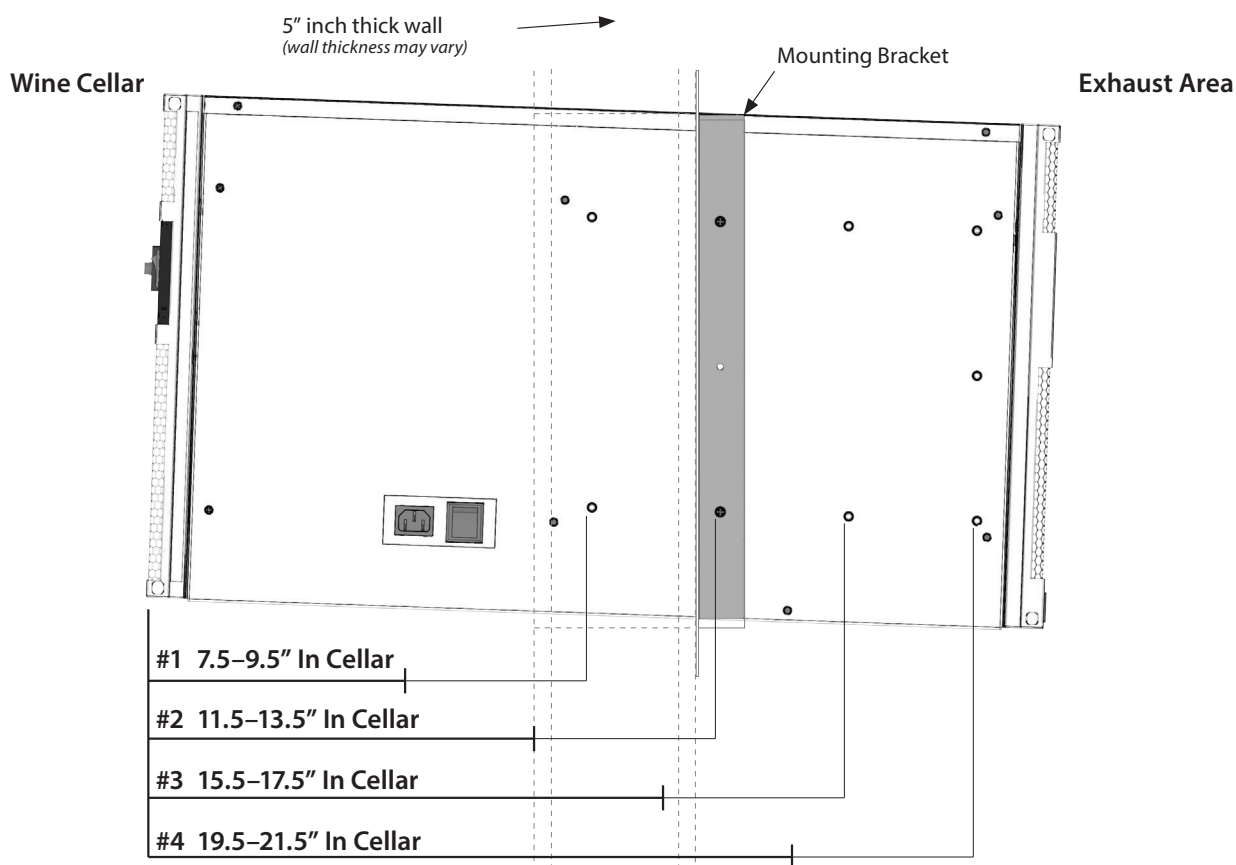 5” inch thick wall
(wall thickness may vary)
Mounting Bracket
Wine Cellar
Exhaust Area
#1 7.5–9.5” In Cellar
#2 11.5–13.5” In Cellar
#3 15.5–17.5” In Cellar
#4 19.5–21.5” In Cellar